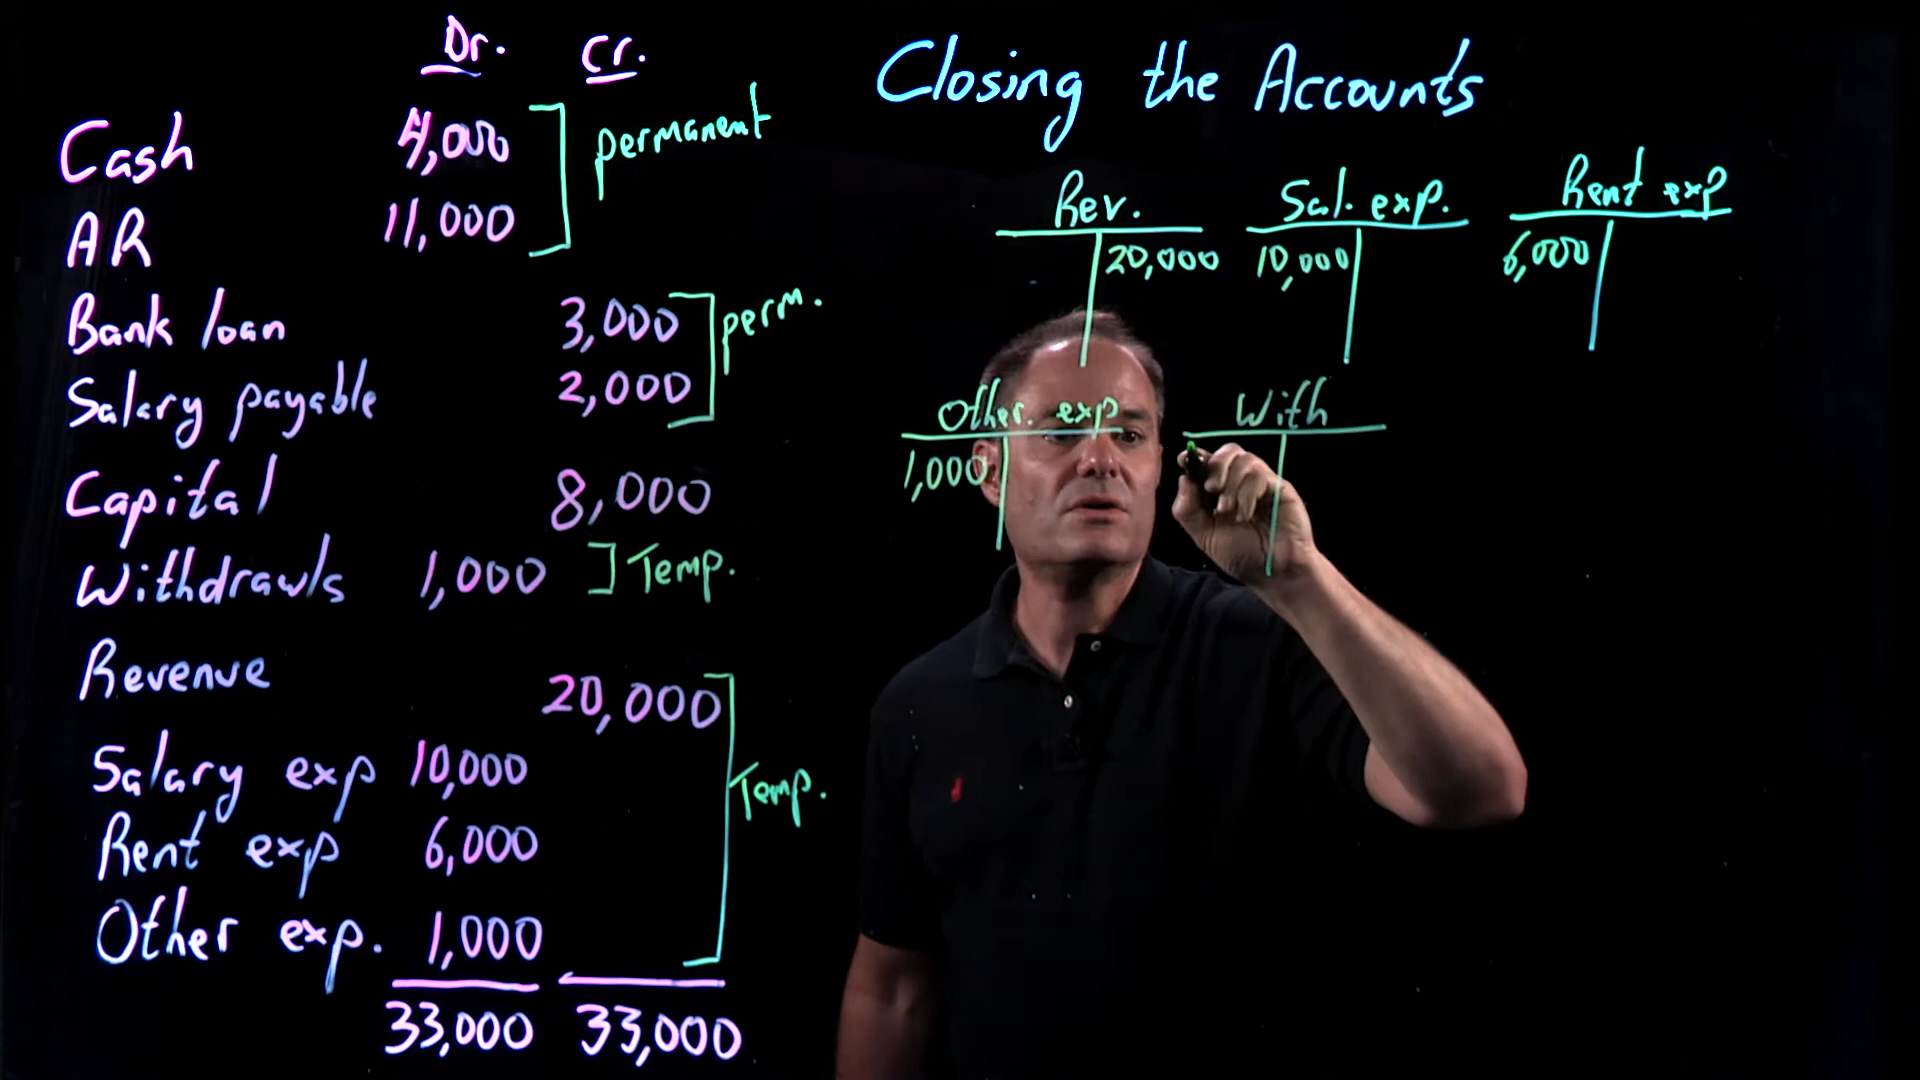 Dr. Cr.
Closing the Accounts
Cash 4,000
permanent
AR 11,000
Bank loan 3,000
perm.
Salary payable 2,000
Capital 8,000
Withdrawls 1,000
Temp.
Revenue 20,000
Salary exp 10,000
Temp.
Rent exp 6,000
Other exp. 1,000
33,000 33,000
Rev. Sal. exp. Rent exp
20,000 10,000 6,000
Other. exp With
1,000